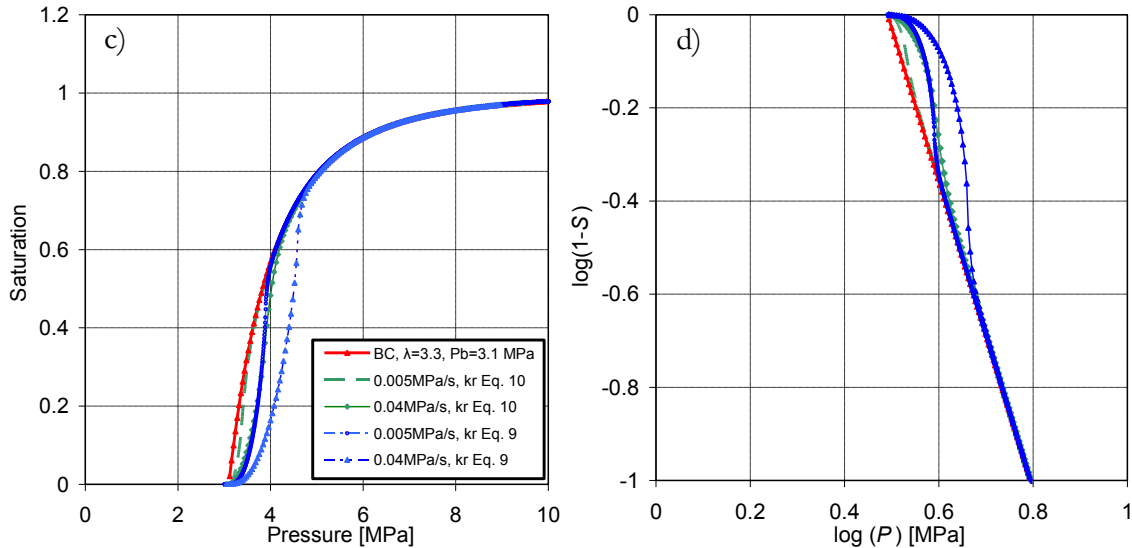 c)
1.2
1
0.8
0.6
0.4
0.2
0
Saturation
0 2 4 6 8 10
Pressure [MPa]
BC, λ=3.3, Pb=3.1 MPa
0.005MPa/s, kr Eq. 10
0.04MPa/s, kr Eq. 10
0.005MPa/s, kr Eq. 9
0.04MPa/s, kr Eq. 9
d)
0
-0.2
-0.4
-0.6
-0.8
-1
log(1-S)
0 0.2 0.4 0.6 0.8 1
log (P) [MPa]